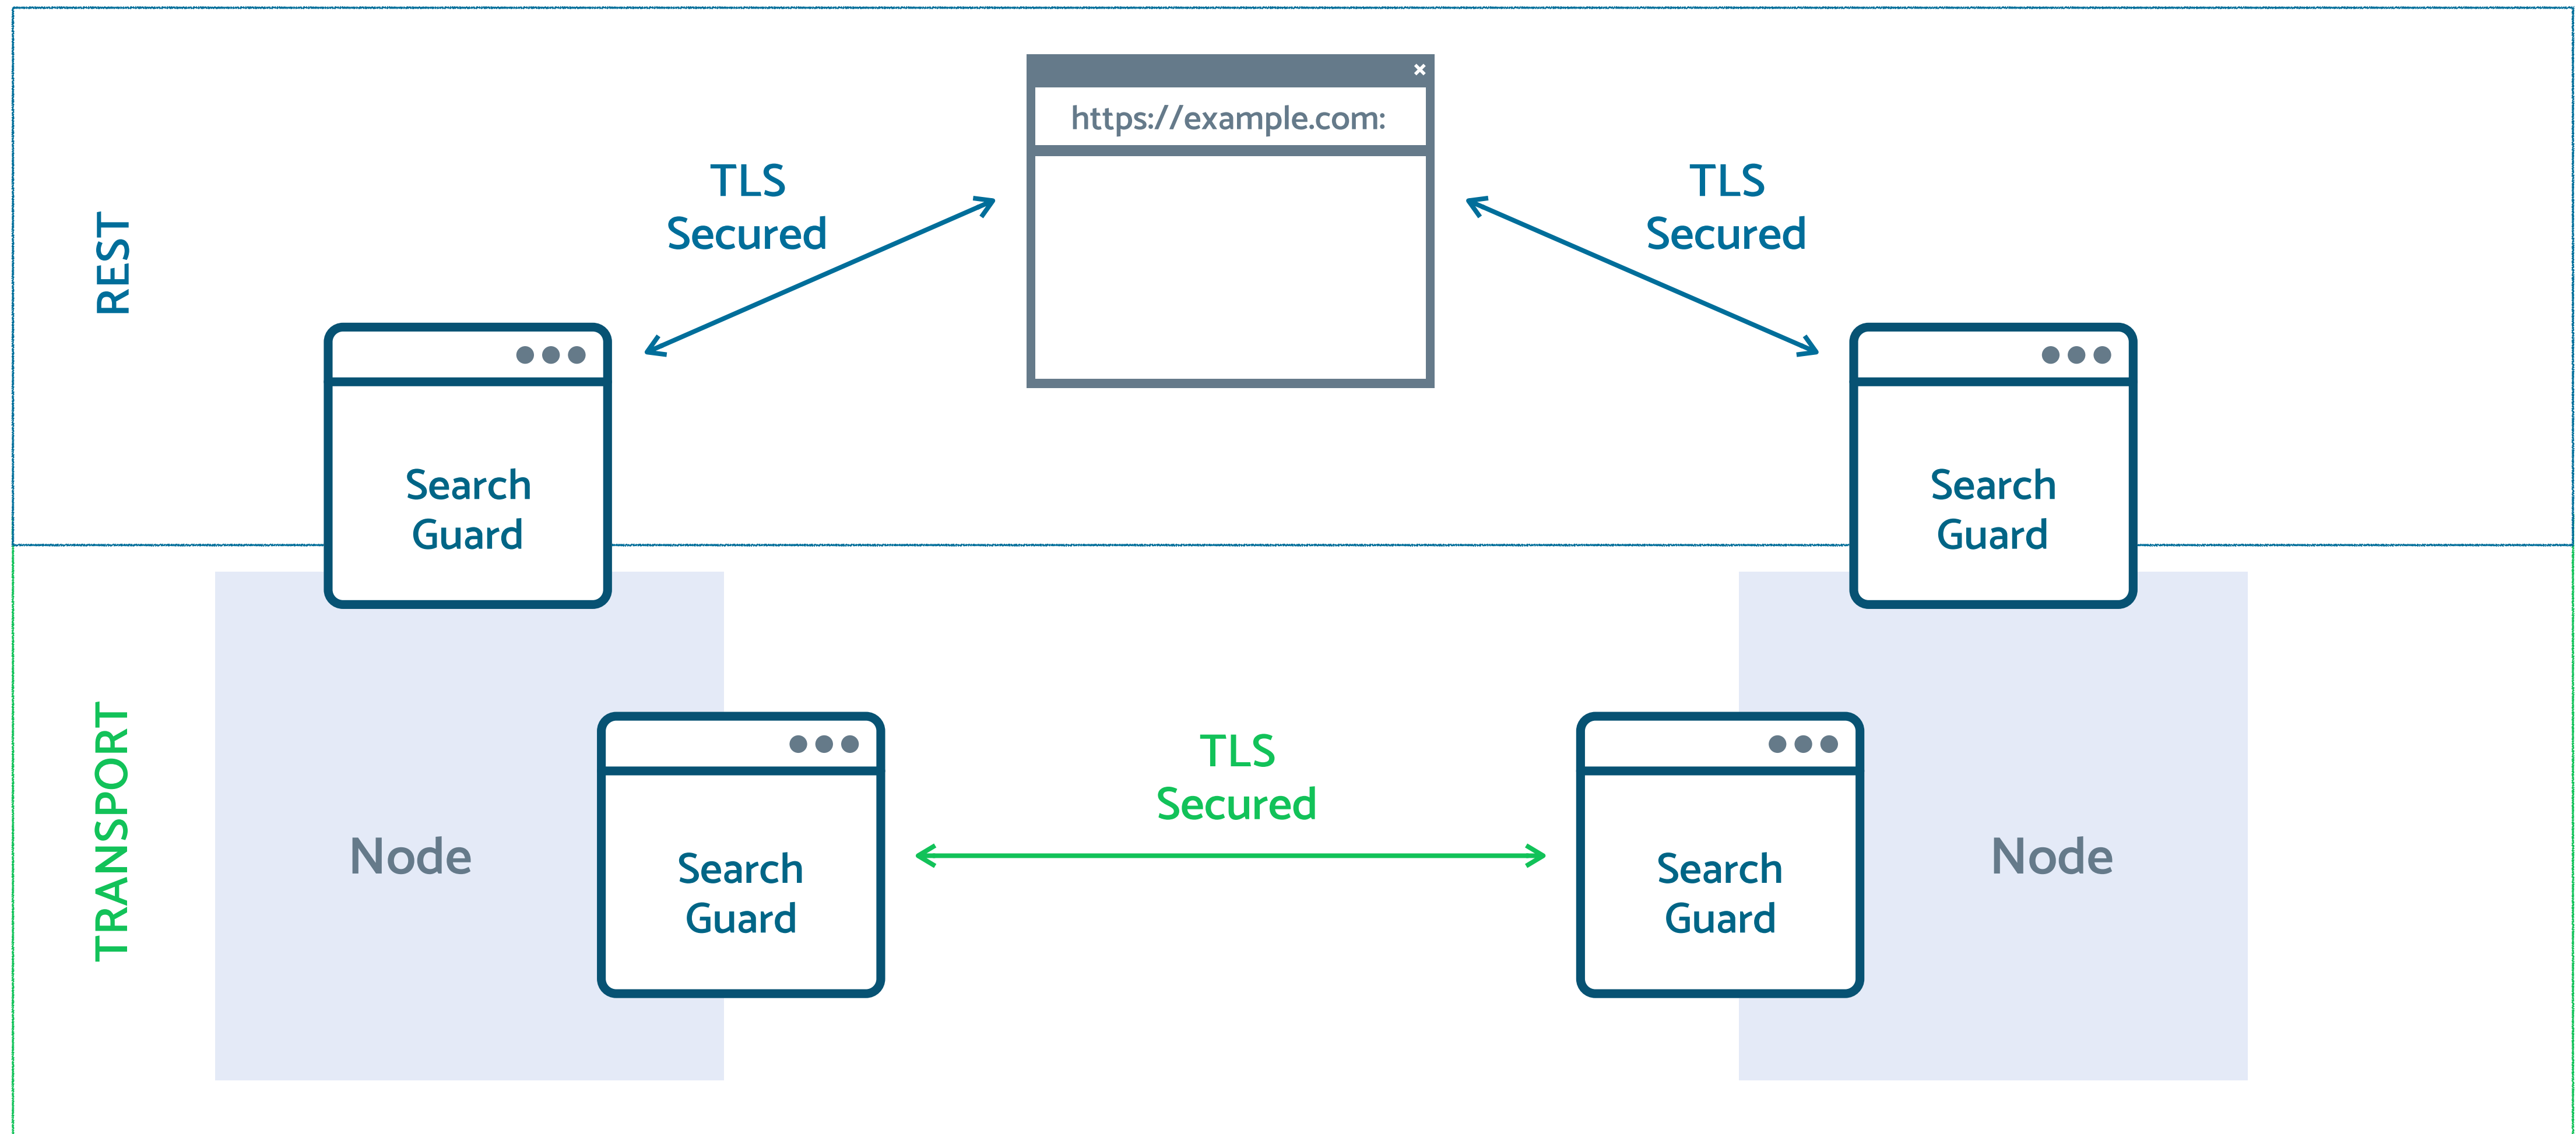 https://example.com:
TLS
Secured
TLS
Secured
REST
Search
Guard
Search
Guard
TRANSPORT
Node
Search
Guard
TLS
Secured
Search
Guard
Node